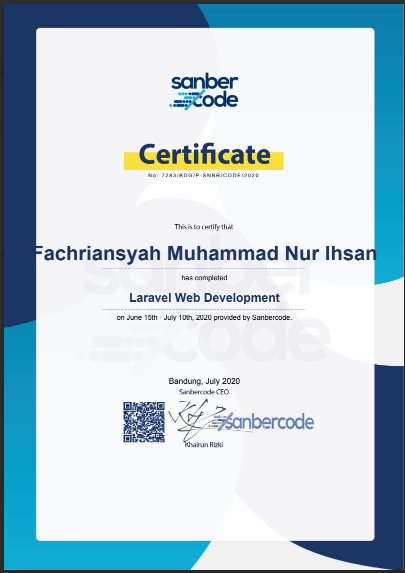 sanber
code
Certificate
No. 7283/BDG/P-SNBR/CODE/2020
This is to certify that
Fachriansyah Muhammad Nur Ihsan
has completed
Laravel Web Development
on June 15th - July 10th, 2020 provided by Sanbercode.
Bandung, July 2020
Sanbercode CEO
sanbercode
Khairun Rizki
sanber
code